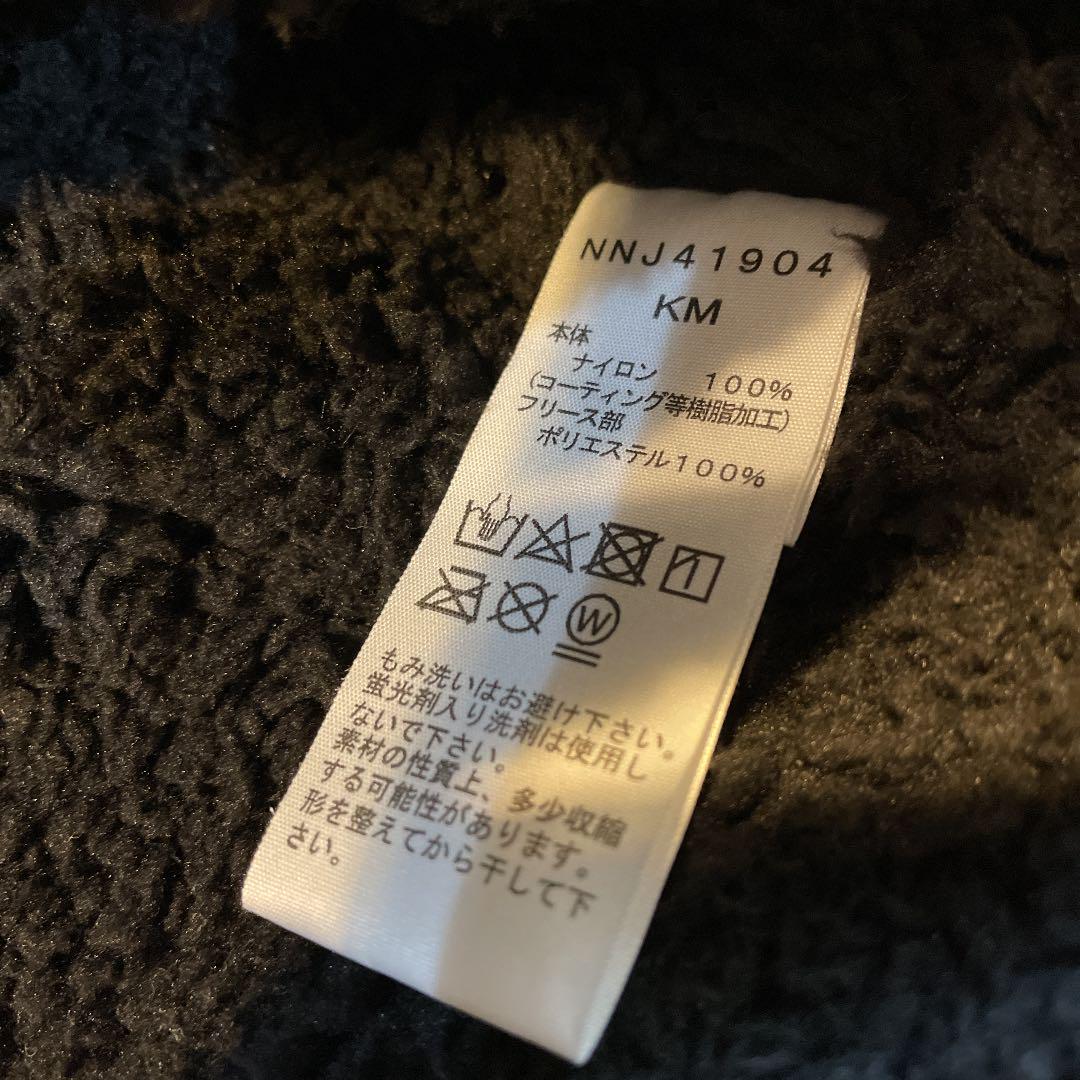 NNJ41904
KM
本体
ナイロン 100%
(コーティング等樹脂加工)
フリース部
ポリエステル100%
W
もみ洗いはお避け下さい。
蛍光剤入り洗剤は使用し
ないで下さい。
素材の性質上、多少収縮
する可能性があります。
形を整えてから干して下
さい。